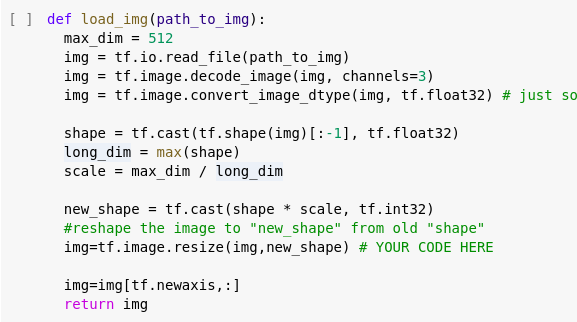 [ ] def load_img(path_to_img):
max_dim = 512
img = tf.io.read_file(path_to_img)
img = tf.image.decode_image(img, channels=3)
img = tf.image.convert_image_dtype(img, tf.float32) # just so
shape = tf.cast(tf.shape(img)[:-1], tf.float32)
long_dim = max(shape)
scale = max_dim / long_dim
new_shape = tf.cast(shape * scale, tf.int32)
#reshape the image to "new_shape" from old "shape"
img=tf.image.resize(img,new_shape) # YOUR CODE HERE
img=img[tf.newaxis,:]
return img